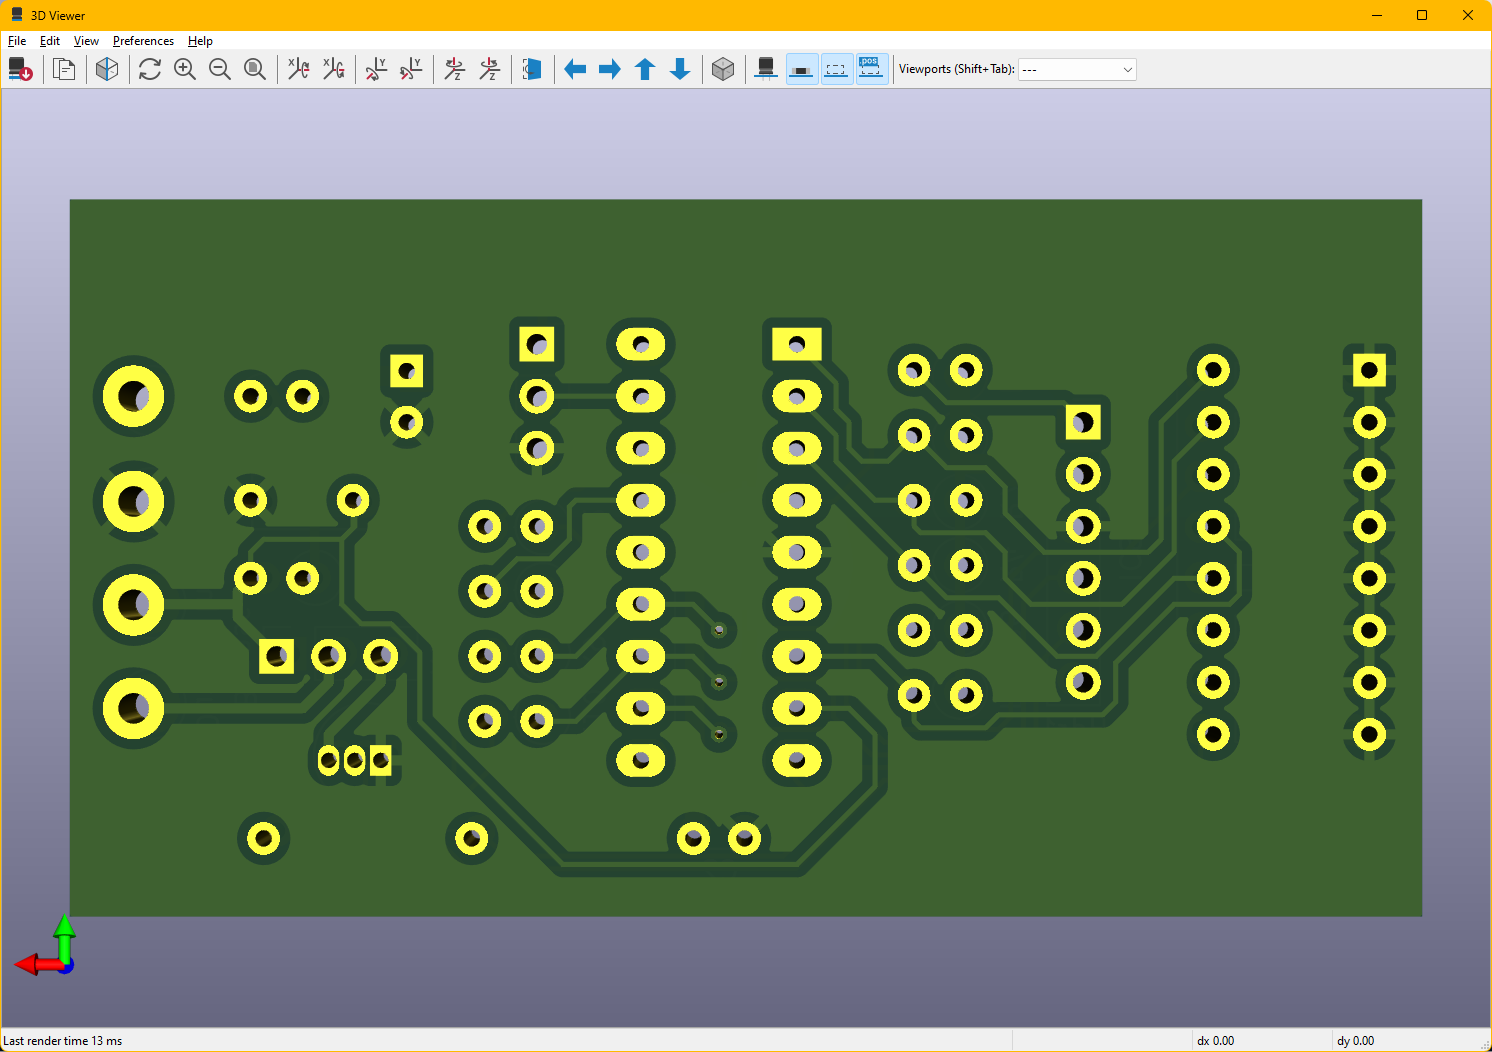 3D Viewer
File Edit View Preferences Help
X X Y Y Z Z .pos Viewports (Shift+Tab): ---
Last render time 13 ms dx 0.00 dy 0.00